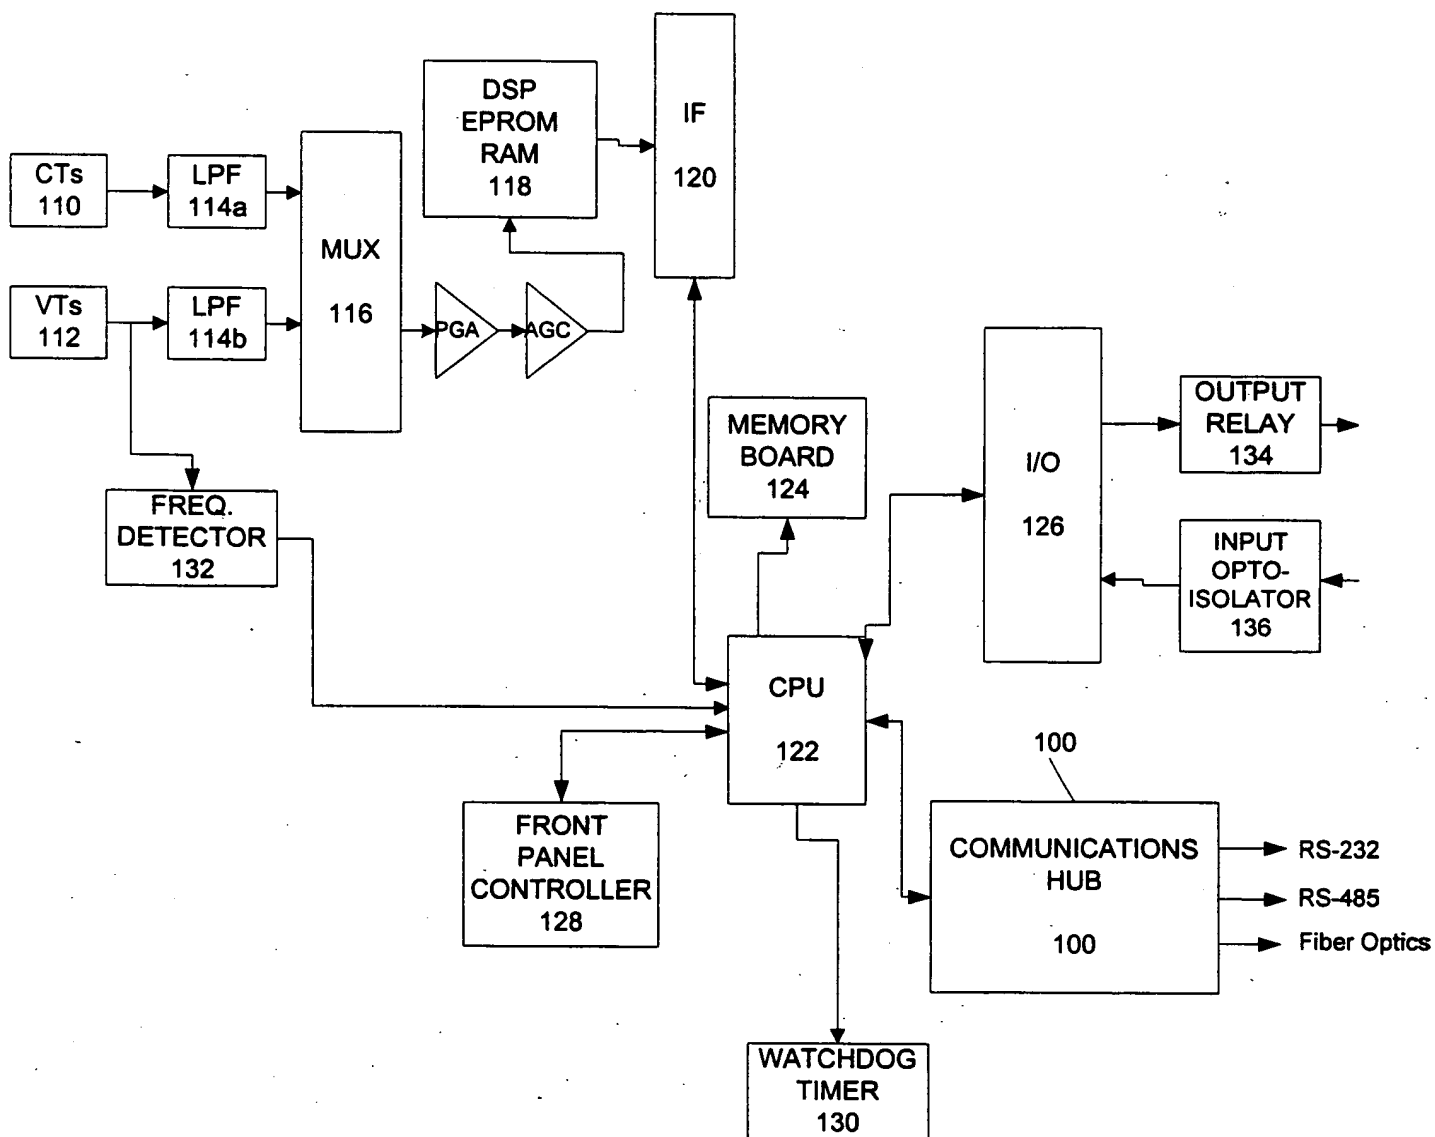 DSP
EPROM
RAM
118
IF
120
CTs
110
LPF
114a
MUX
116
VTs
112
LPF
114b
PGA
AGC
FREQ.
DETECTOR
132
MEMORY
BOARD
124
I/O
126
OUTPUT
RELAY
134
INPUT
OPTO-
ISOLATOR
136
CPU
122
FRONT
PANEL
CONTROLLER
128
100
COMMUNICATIONS
HUB
100
RS-232
RS-485
Fiber Optics
WATCHDOG
TIMER
130